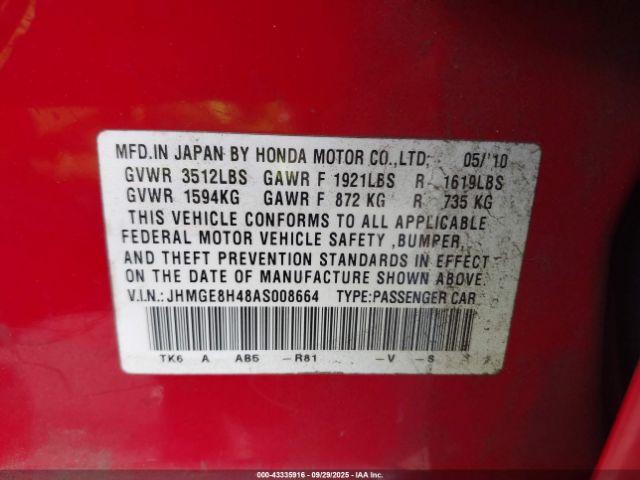 MFD.IN JAPAN BY HONDA MOTOR CO.,LTD. 05/'10
GVWR 3512LBS GAWR F 1921LBS R 1619LBS
GVWR 1594KG GAWR F 872 KG R 735 KG
THIS VEHICLE CONFORMS TO ALL APPLICABLE
FEDERAL MOTOR VEHICLE SAFETY ,BUMPER
AND THEFT PREVENTION STANDARDS IN EFFECT
ON THE DATE OF MANUFACTURE SHOWN ABOVE.
V.I.N.: JHMGE8H48AS008664 TYPE:PASSENGER CAR
TK6 A AB5 -R81 -V -S
000-43335916 - 09/29/2025 - IAA Inc.